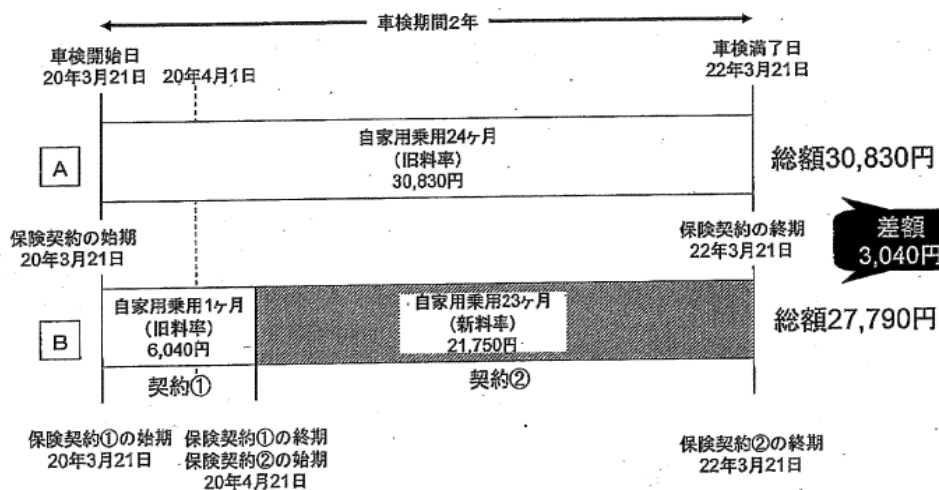 車検期間2年
車検開始日
20年3月21日
20年4月1日
車検満了日
22年3月21日
A
自家用乗用24ヶ月
(旧料率)
30,830円
総額30,830円
保険契約の始期
20年3月21日
保険契約の終期
22年3月21日
差額
3,040円
B
自家用乗用1ヶ月
(旧料率)
6,040円
自家用乗用23ヶ月
(新料率)
21,750円
総額27,790円
契約①
契約②
保険契約①の始期
20年3月21日
保険契約①の終期
保険契約②の始期
20年4月21日
保険契約②の終期
22年3月21日